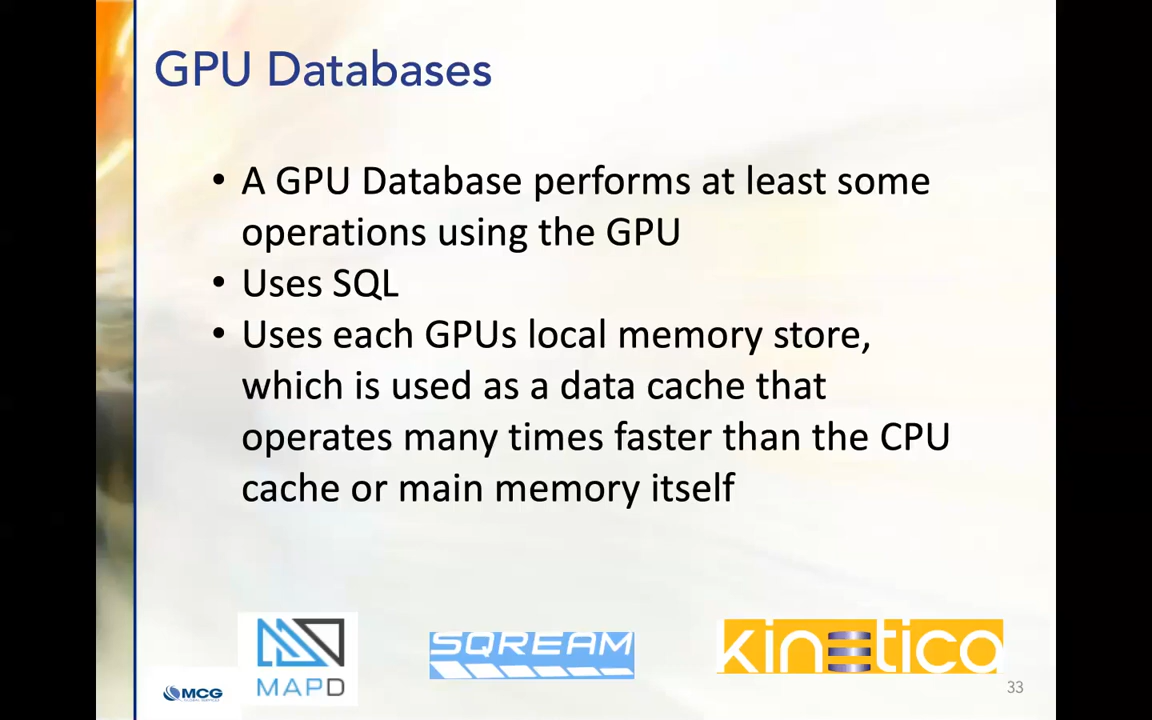 GPU Databases
• A GPU Database performs at least some
operations using the GPU
• Uses SQL
• Uses each GPUs local memory store,
which is used as a data cache that
operates many times faster than the CPU
cache or main memory itself
MAPD
SQREAM
kinetica
MCG
33